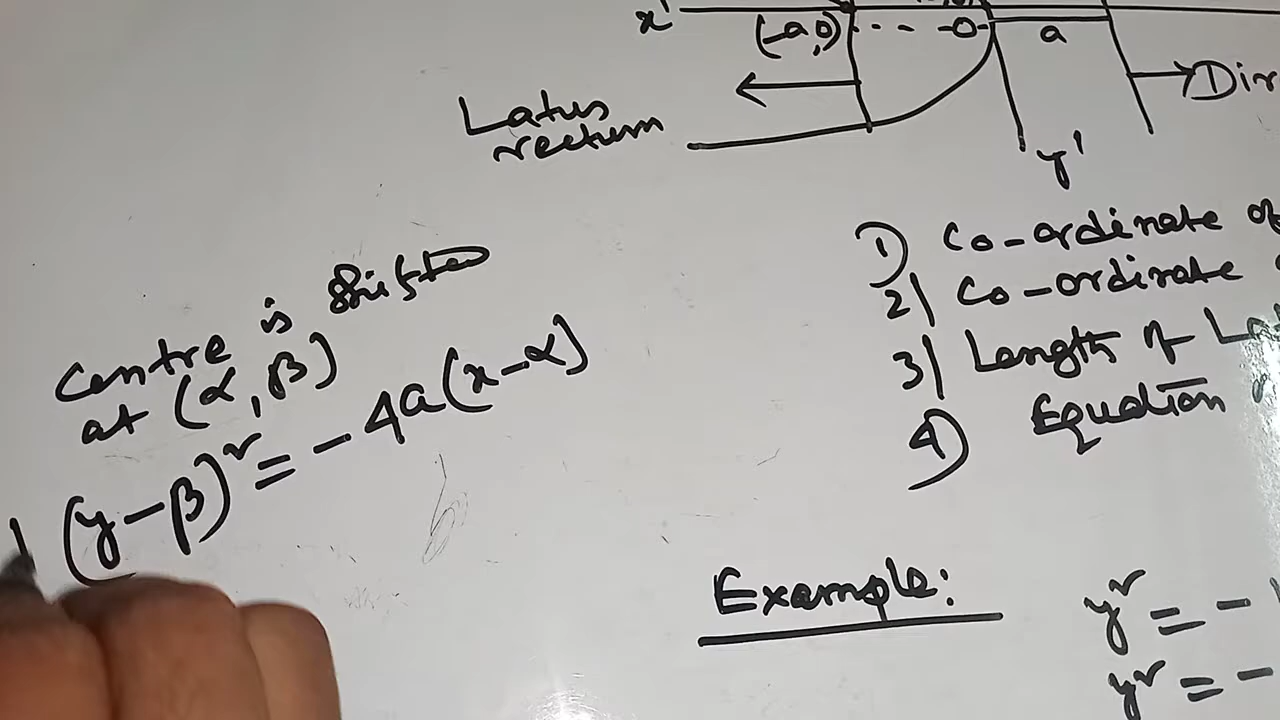 x'
(-a,0)
a
Dir
Latus
rectum
y'
1) Co-ordinate of
2) Co-ordinate
3) Length of La
4) Equation
Centre is shifted
at (α, β)
(y-β)² = -4a(x-α)
Example:
y² = -
y² = -